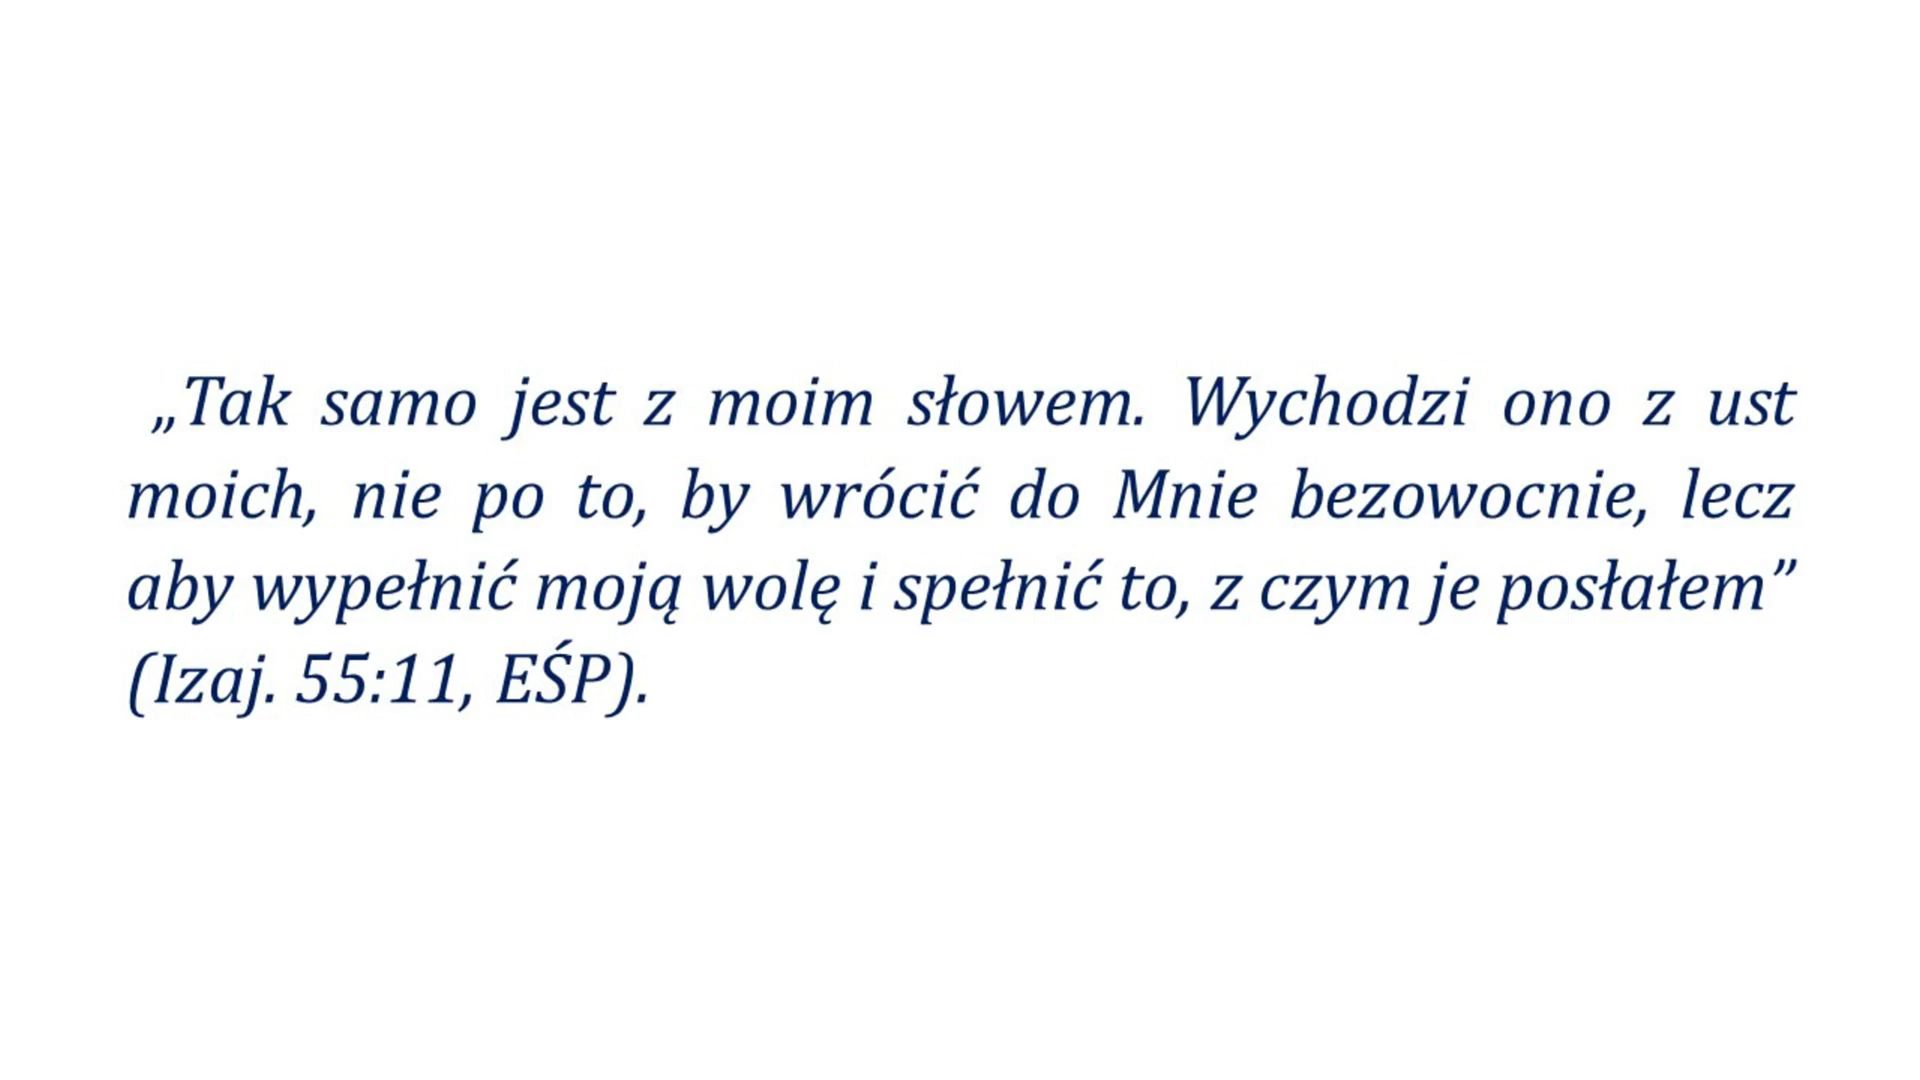 „Tak samo jest z moim słowem. Wychodzi ono z ust
moich, nie po to, by wrócić do Mnie bezowocnie, lecz
aby wypełnić moją wolę i spełnić to, z czym je posłałem”
(Izaj. 55:11, EŚP).